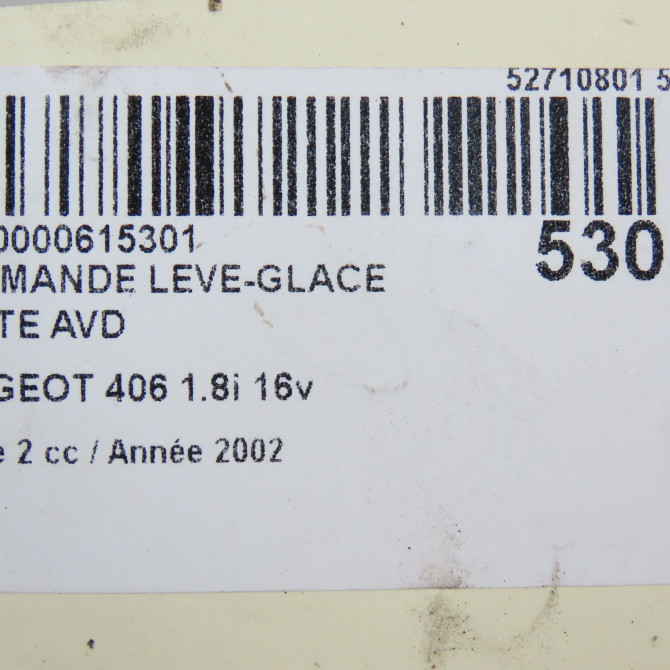 52710801 5
0000615301
530
MANDE LEVE-GLACE
TE AVD
GEOT 406 1.8i 16v
e 2 cc / Année 2002